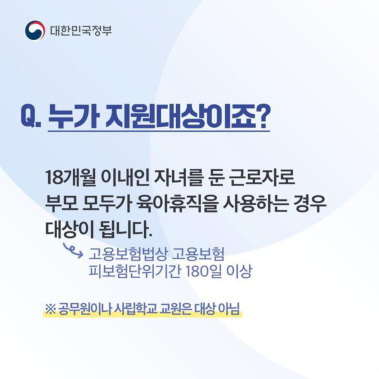 대한민국정부
Q. 누가 지원대상이죠?
18개월 이내인 자녀를 둔 근로자로
부모 모두가 육아휴직을 사용하는 경우
대상이 됩니다.
고용보험법상 고용보험
피보험단위기간 180일 이상
※ 공무원이나 사립학교 교원은 대상 아님